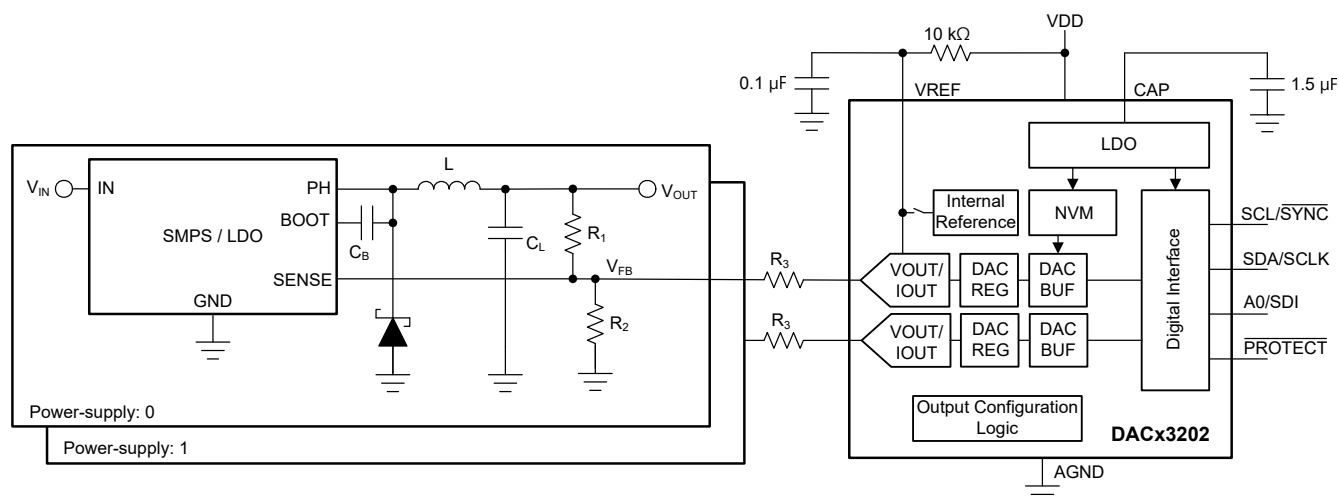 VDD
10 kΩ
0.1 µF
VREF
CAP
1.5 µF
LDO
Internal
Reference
NVM
Digital Interface
SCL/SYNC
SDA/SCLK
A0/SDI
PROTECT
VOUT/
IOUT
DAC
REG
DAC
BUF
VOUT/
IOUT
DAC
REG
DAC
BUF
Output Configuration
Logic
DACx3202
AGND
VIN
IN
PH
BOOT
SMPS / LDO
SENSE
GND
CB
L
CL
R1
VOUT
VFB
R2
R3
R3
Power-supply: 0
Power-supply: 1